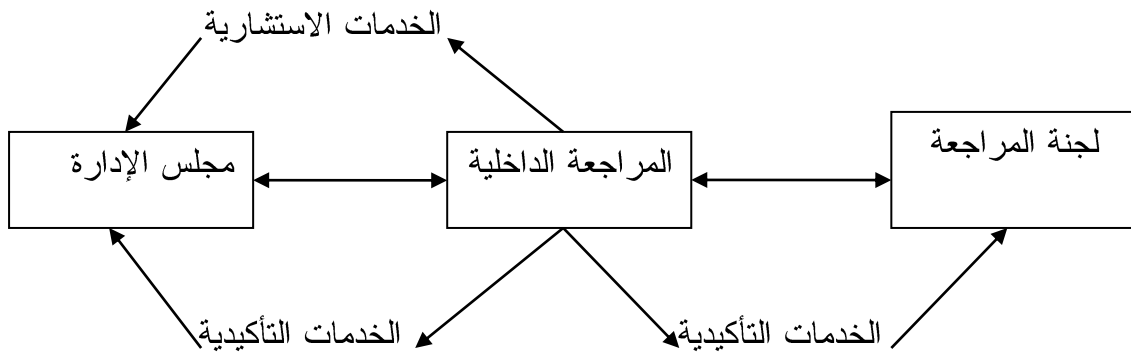 الخدمات الاستشارية
لجنة المراجعة
المراجعة الداخلية
مجلس الإدارة
الخدمات التأكيدية
الخدمات التأكيدية